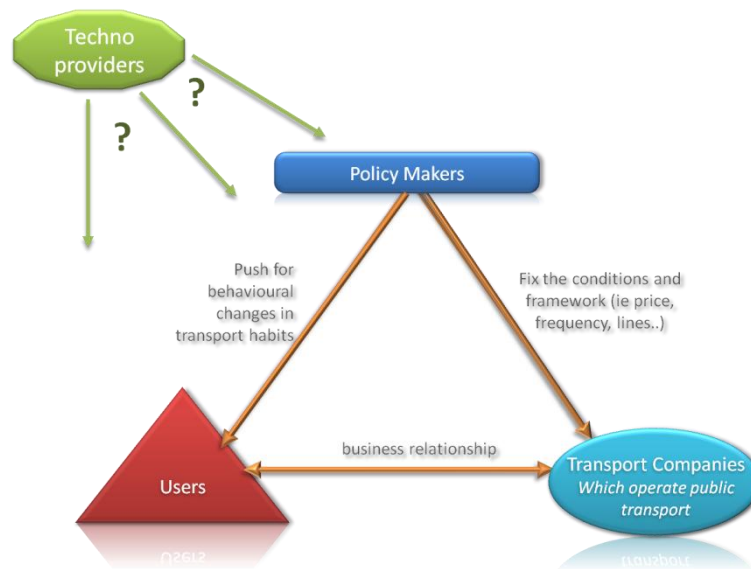 Techno
providers
?
?
Policy Makers
Push for
behavioural
changes in
transport habits
Fix the conditions and
framework (ie price,
frequency, lines..)
business relationship
Users
Transport Companies
Which operate public
transport